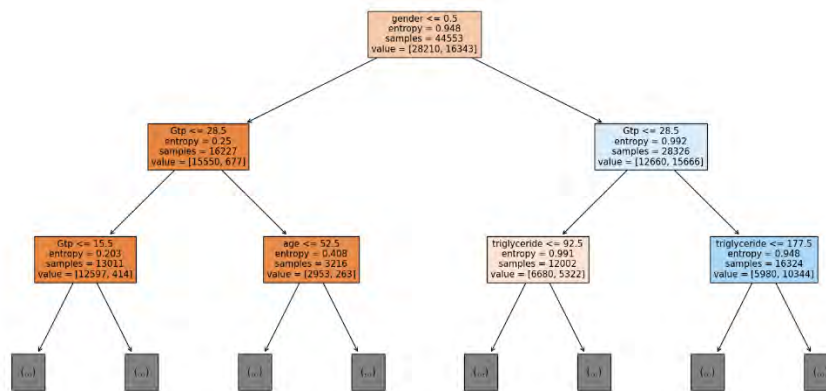 gender <= 0.5
entropy = 0.948
samples = 44553
value = [28210, 16343]
Gtp <= 28.5
entropy = 0.25
samples = 16227
value = [15550, 677]
Gtp <= 28.5
entropy = 0.992
samples = 28326
value = [12660, 15666]
Gtp <= 15.5
entropy = 0.203
samples = 13011
value = [12597, 414]
age <= 52.5
entropy = 0.408
samples = 3216
value = [2953, 263]
triglyceride <= 92.5
entropy = 0.991
samples = 12002
value = [6680, 5322]
triglyceride <= 177.5
entropy = 0.948
samples = 16324
value = [5980, 10344]
(...)
(...)
(...)
(...)
(...)
(...)
(...)
(...)